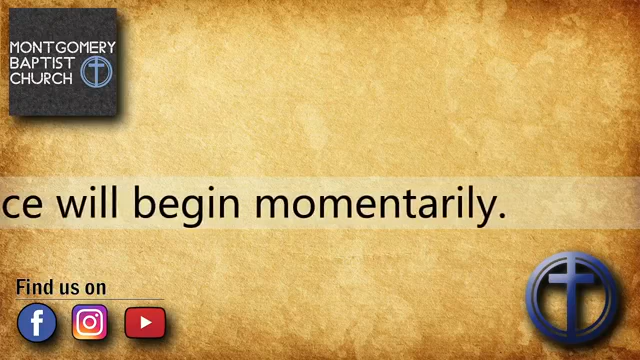 MONTGOMERY
BAPTIST
CHURCH
ce will begin momentarily.
Find us on